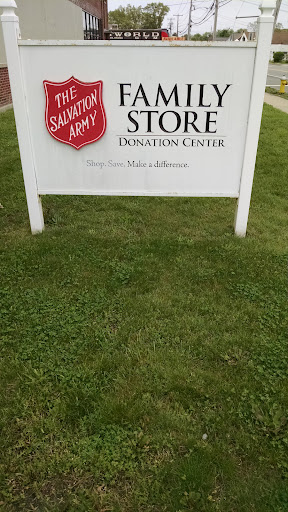 WORLD
THE
SALVATION
ARMY
FAMILY
STORE
DONATION CENTER
Shop. Save. Make a difference.